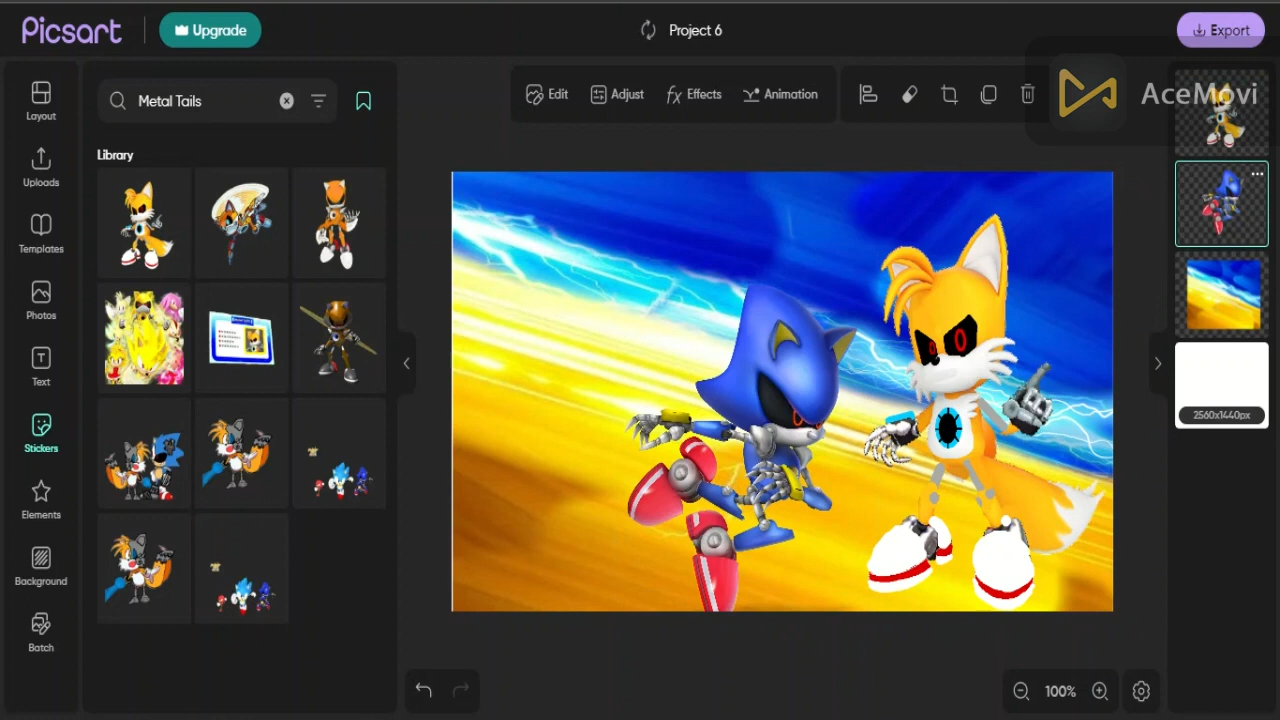 Picsart
Upgrade
Project 6
Export
Layout
Uploads
Templates
Photos
Text
Stickers
Elements
Background
Batch
Metal Tails
Library
Edit
Adjust
fx Effects
Animation
AceMovi
2560x1440px
100%